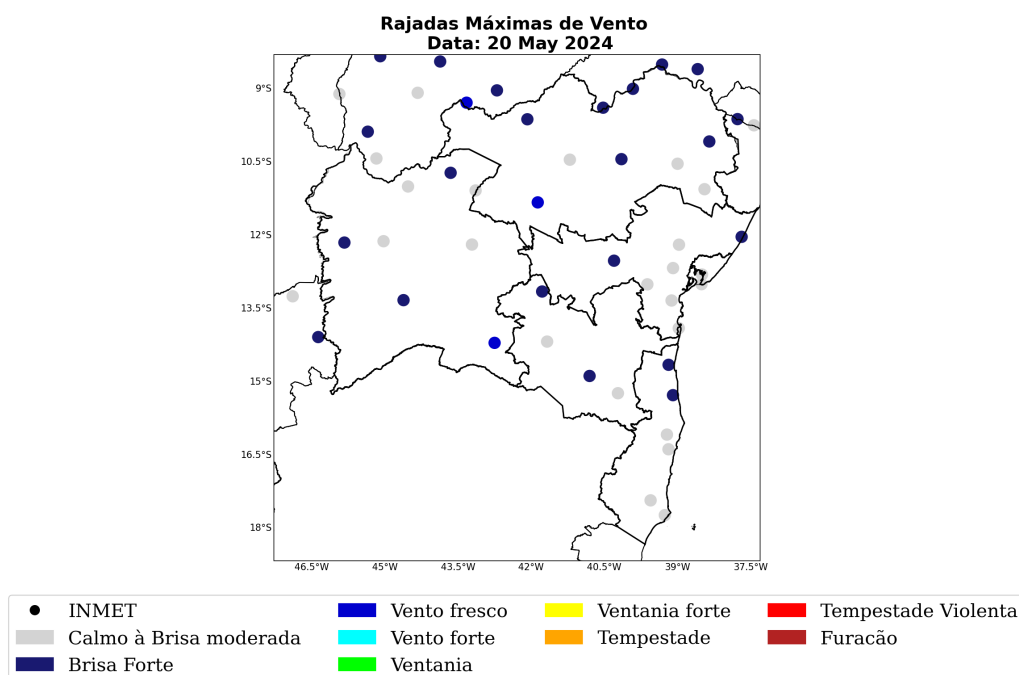 Rajadas Máximas de Vento
Data: 20 May 2024
9°S
10.5°S
12°S
13.5°S
15°S
16.5°S
18°S
46.5°W 45°W 43.5°W 42°W 40.5°W 39°W 37.5°W
INMET Vento fresco Ventania forte Tempestade Violenta
Calmo à Brisa moderada Vento forte Tempestade Furacão
Brisa Forte Ventania